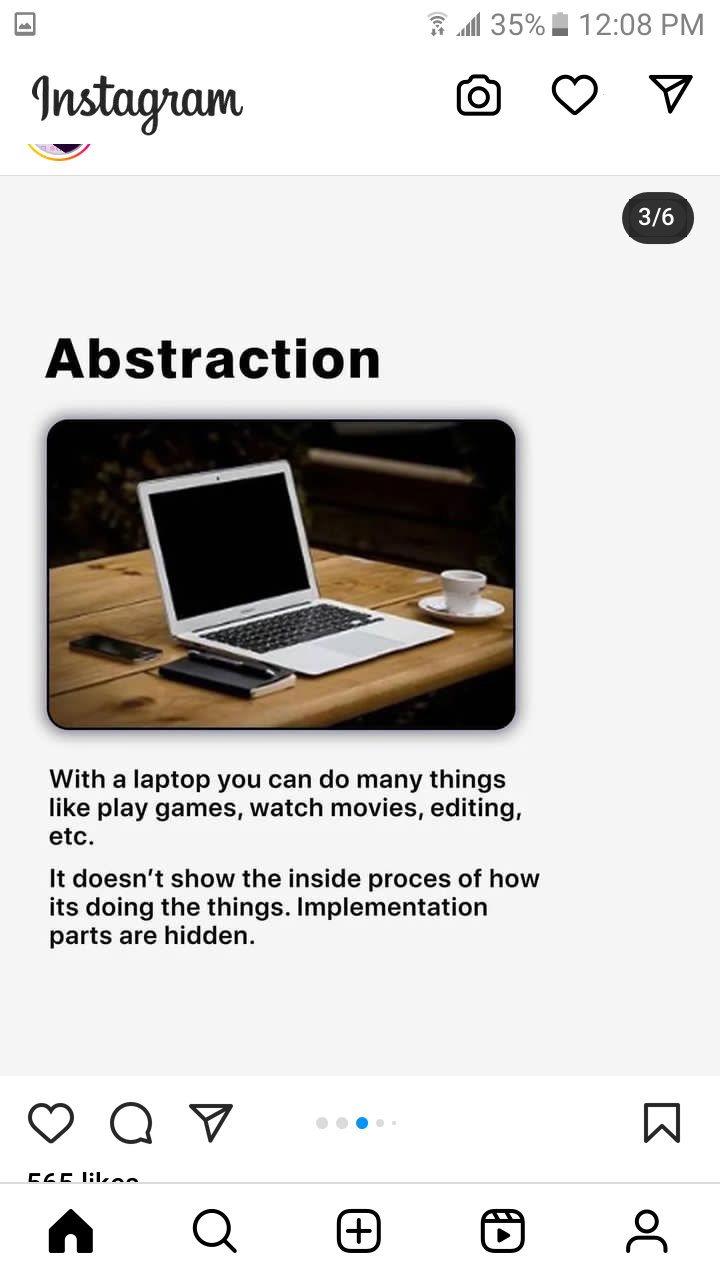 35% 12:08 PM
Instagram
3/6
Abstraction
With a laptop you can do many things
like play games, watch movies, editing,
etc.
It doesn't show the inside proces of how
its doing the things. Implementation
parts are hidden.
565 likes